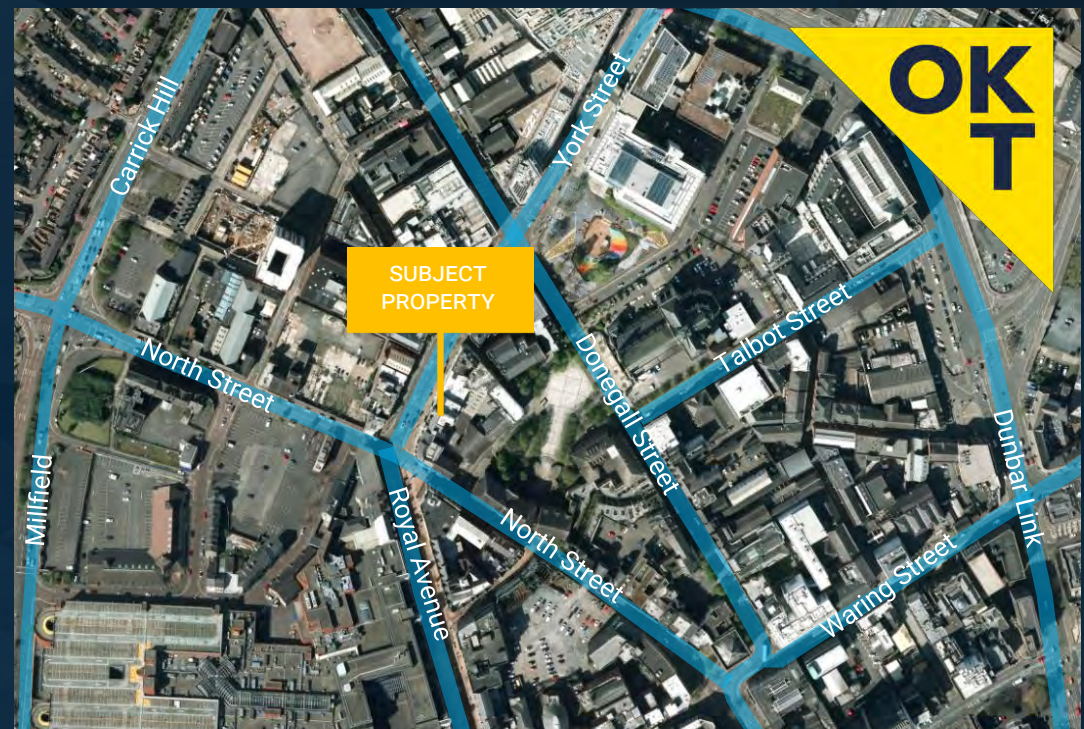 OK
T
Carrick Hill
York Street
SUBJECT
PROPERTY
Talbot Street
North Street
Donegall Street
Millfield
Royal Avenue
North Street
Dunbar Link
Waring Street